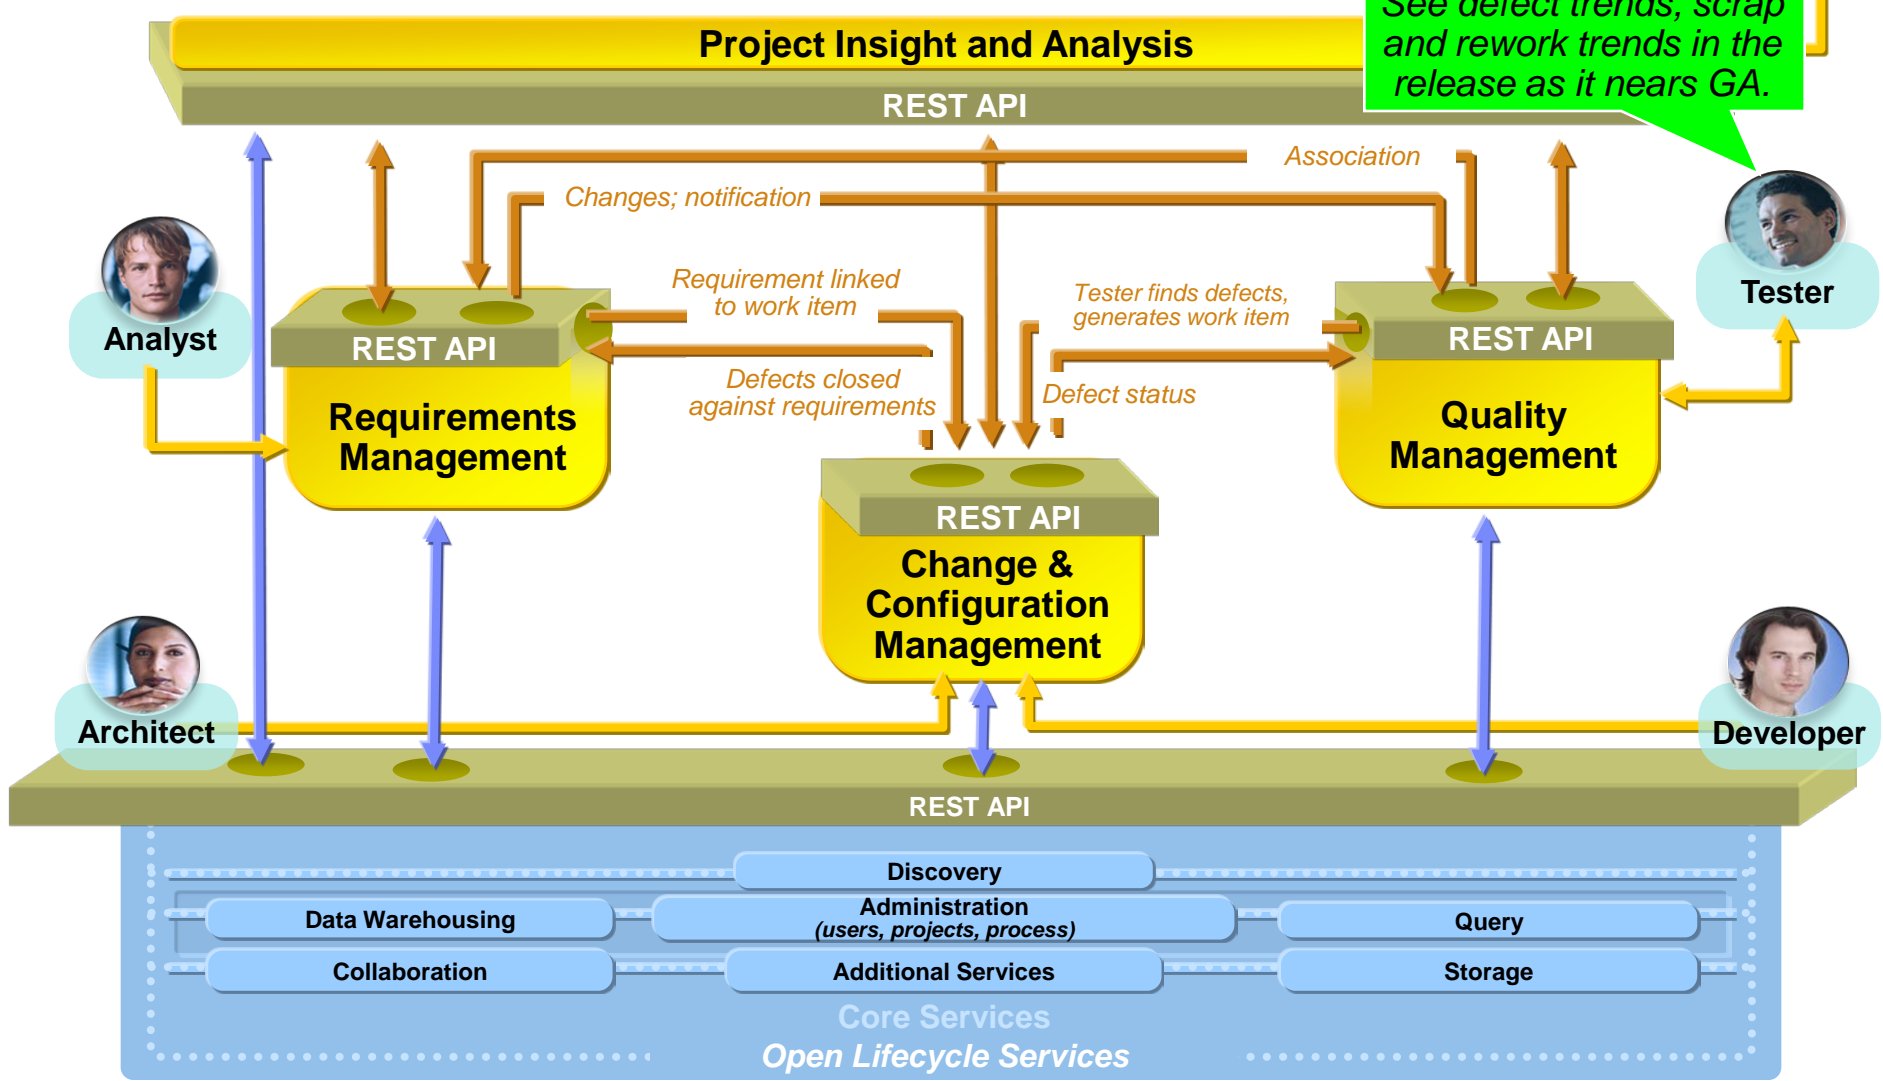 See defect trends, scrap
and rework trends in the
release as it nears GA.
Project Insight and Analysis
REST API
Association
Changes; notification
Requirement linked
to work item
Tester finds defects,
generates work item
Analyst
Tester
REST API
REST API
Defects closed
against requirements
Defect status
Requirements
Management
Quality
Management
REST API
Change &
Configuration
Management
Architect
Developer
REST API
Discovery
Data Warehousing
Administration
(users, projects, process)
Query
Collaboration
Additional Services
Storage
Core Services
Open Lifecycle Services